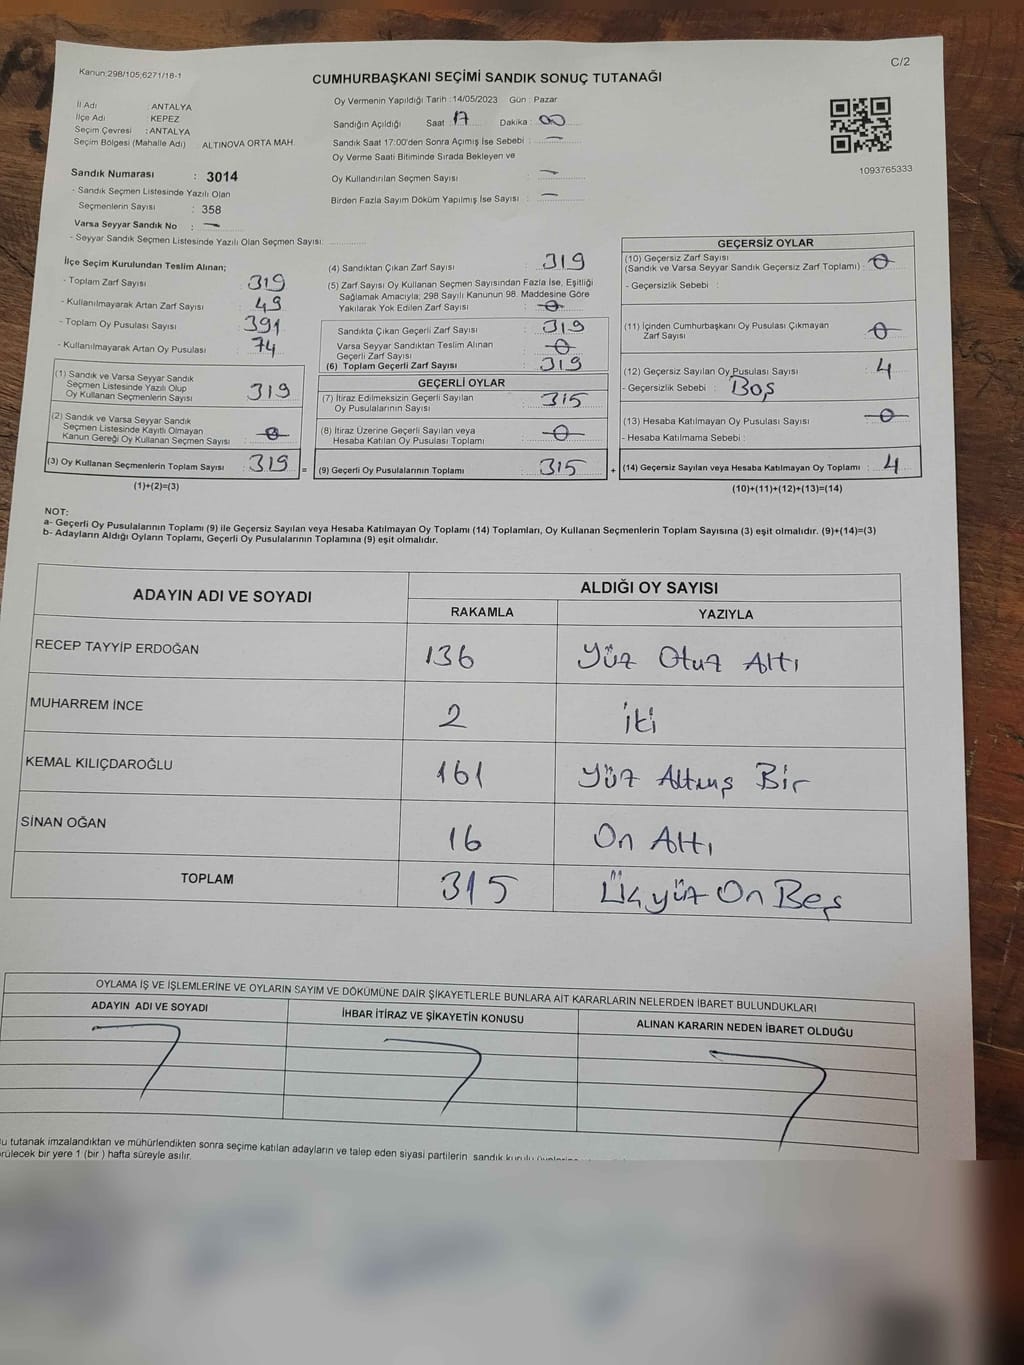 Kanun:298/105;6271/18-1
C/2
CUMHURBAŞKANI SEÇİMİ SANDIK SONUÇ TUTANAĞI
İl Adı : ANTALYA
İlçe Adı : KEPEZ
Seçim Çevresi : ANTALYA
Seçim Bölgesi (Mahalle Adı) : ALTINOVA ORTA MAH.
Oy Vermenin Yapıldığı Tarih : 14/05/2023 Gün : Pazar
Sandığın Açıldığı Saat 17 Dakika : 00
Sandık Saat 17:00'den Sonra Açımış İse Sebebi : —
Oy Verme Saati Bitiminde Sırada Bekleyen ve
Oy Kullandırılan Seçmen Sayısı : —
Birden Fazla Sayım Döküm Yapılmış İse Sayısı : —
1093765333
Sandık Numarası : 3014
- Sandık Seçmen Listesinde Yazılı Olan
Seçmenlerin Sayısı : 358
Varsa Seyyar Sandık No : —
- Seyyar Sandık Seçmen Listesinde Yazılı Olan Seçmen Sayısı:
İlçe Seçim Kurulundan Teslim Alınan;
- Toplam Zarf Sayısı : 319
- Kullanılmayarak Artan Zarf Sayısı : 49
- Toplam Oy Pusulası Sayısı : 391
- Kullanılmayarak Artan Oy Pusulası : 74
(1) Sandık ve Varsa Seyyar Sandık
Seçmen Listesinde Yazılı Olup
Oy Kullanan Seçmenlerin Sayısı : 319
(2) Sandık ve Varsa Seyyar Sandık
Seçmen Listesinde Kayıtlı Olmayan
Kanun Gereği Oy Kullanan Seçmen Sayısı : 0
(3) Oy Kullanan Seçmenlerin Toplam Sayısı : 319 =
(1)+(2)=(3)
(4) Sandıktan Çıkan Zarf Sayısı : 319
(5) Zarf Sayısı Oy Kullanan Seçmen Sayısından Fazla İse, Eşitliği
Sağlamak Amacıyla; 298 Sayılı Kanunun 98. Maddesine Göre
Yakılarak Yok Edilen Zarf Sayısı : 0
Sandıkta Çıkan Geçerli Zarf Sayısı : 319
Varsa Seyyar Sandıktan Teslim Alınan
Geçerli Zarf Sayısı : 0
(6) Toplam Geçerli Zarf Sayısı : 319
GEÇERLİ OYLAR
(7) İtiraz Edilmeksizin Geçerli Sayılan
Oy Pusulalarının Sayısı : 315
(8) İtiraz Üzerine Geçerli Sayılan veya
Hesaba Katılan Oy Pusulası Toplamı : 0
(9) Geçerli Oy Pusulalarının Toplamı : 315 +
GEÇERSİZ OYLAR
(10) Geçersiz Zarf Sayısı
(Sandık ve Varsa Seyyar Sandık Geçersiz Zarf Toplamı) : 0
- Geçersizlik Sebebi :
(11) İçinden Cumhurbaşkanı Oy Pusulası Çıkmayan
Zarf Sayısı : 0
(12) Geçersiz Sayılan Oy Pusulası Sayısı : 4
- Geçersizlik Sebebi : Boş
(13) Hesaba Katılmayan Oy Pusulası Sayısı : 0
- Hesaba Katılmama Sebebi :
(14) Geçersiz Sayılan veya Hesaba Katılmayan Oy Toplamı : 4
(10)+(11)+(12)+(13)=(14)
NOT:
a- Geçerli Oy Pusulalarının Toplamı (9) ile Geçersiz Sayılan veya Hesaba Katılmayan Oy Toplamı (14) Toplamları, Oy Kullanan Seçmenlerin Toplam Sayısına (3) eşit olmalıdır. (9)+(14)=(3)
b- Adayların Aldığı Oyların Toplamı, Geçerli Oy Pusulalarının Toplamına (9) eşit olmalıdır.
ADAYIN ADI VE SOYADI
ALDIĞI OY SAYISI
RAKAMLA YAZIYLA
RECEP TAYYİP ERDOĞAN 136 Yüz Otuz Altı
MUHARREM İNCE 2 İki
KEMAL KILIÇDAROĞLU 161 Yüz Altmış Bir
SİNAN OĞAN 16 On Altı
TOPLAM 315 Üçyüz On Beş
OYLAMA İŞ VE İŞLEMLERİNE VE OYLARIN SAYIM VE DÖKÜMÜNE DAİR ŞİKAYETLERLE BUNLARA AİT KARARLARIN NELERDEN İBARET BULUNDUKLARI
ADAYIN ADI VE SOYADI İHBAR İTİRAZ VE ŞİKAYETİN KONUSU ALINAN KARARIN NEDEN İBARET OLDUĞU
u tutanak imzalandıktan ve mühürlendikten sonra seçime katılan adayların ve talep eden siyasi partilerin sandık kurulu
rülecek bir yere 1 (bir ) hafta süreyle asılır.